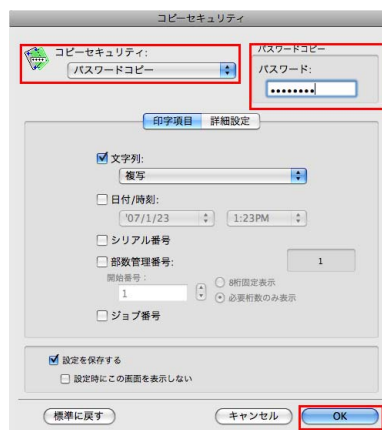 コピーセキュリティ
コピーセキュリティ:
パスワードコピー
パスワードコピー
パスワード:
••••••••
印字項目 詳細設定
文字列:
複写
日付/時刻:
'07/1/23 1:23PM
シリアル番号
部数管理番号: 1
開始番号:
1
8桁固定表示
必要桁数のみ表示
ジョブ番号
設定を保存する
設定時にこの画面を表示しない
標準に戻す キャンセル OK